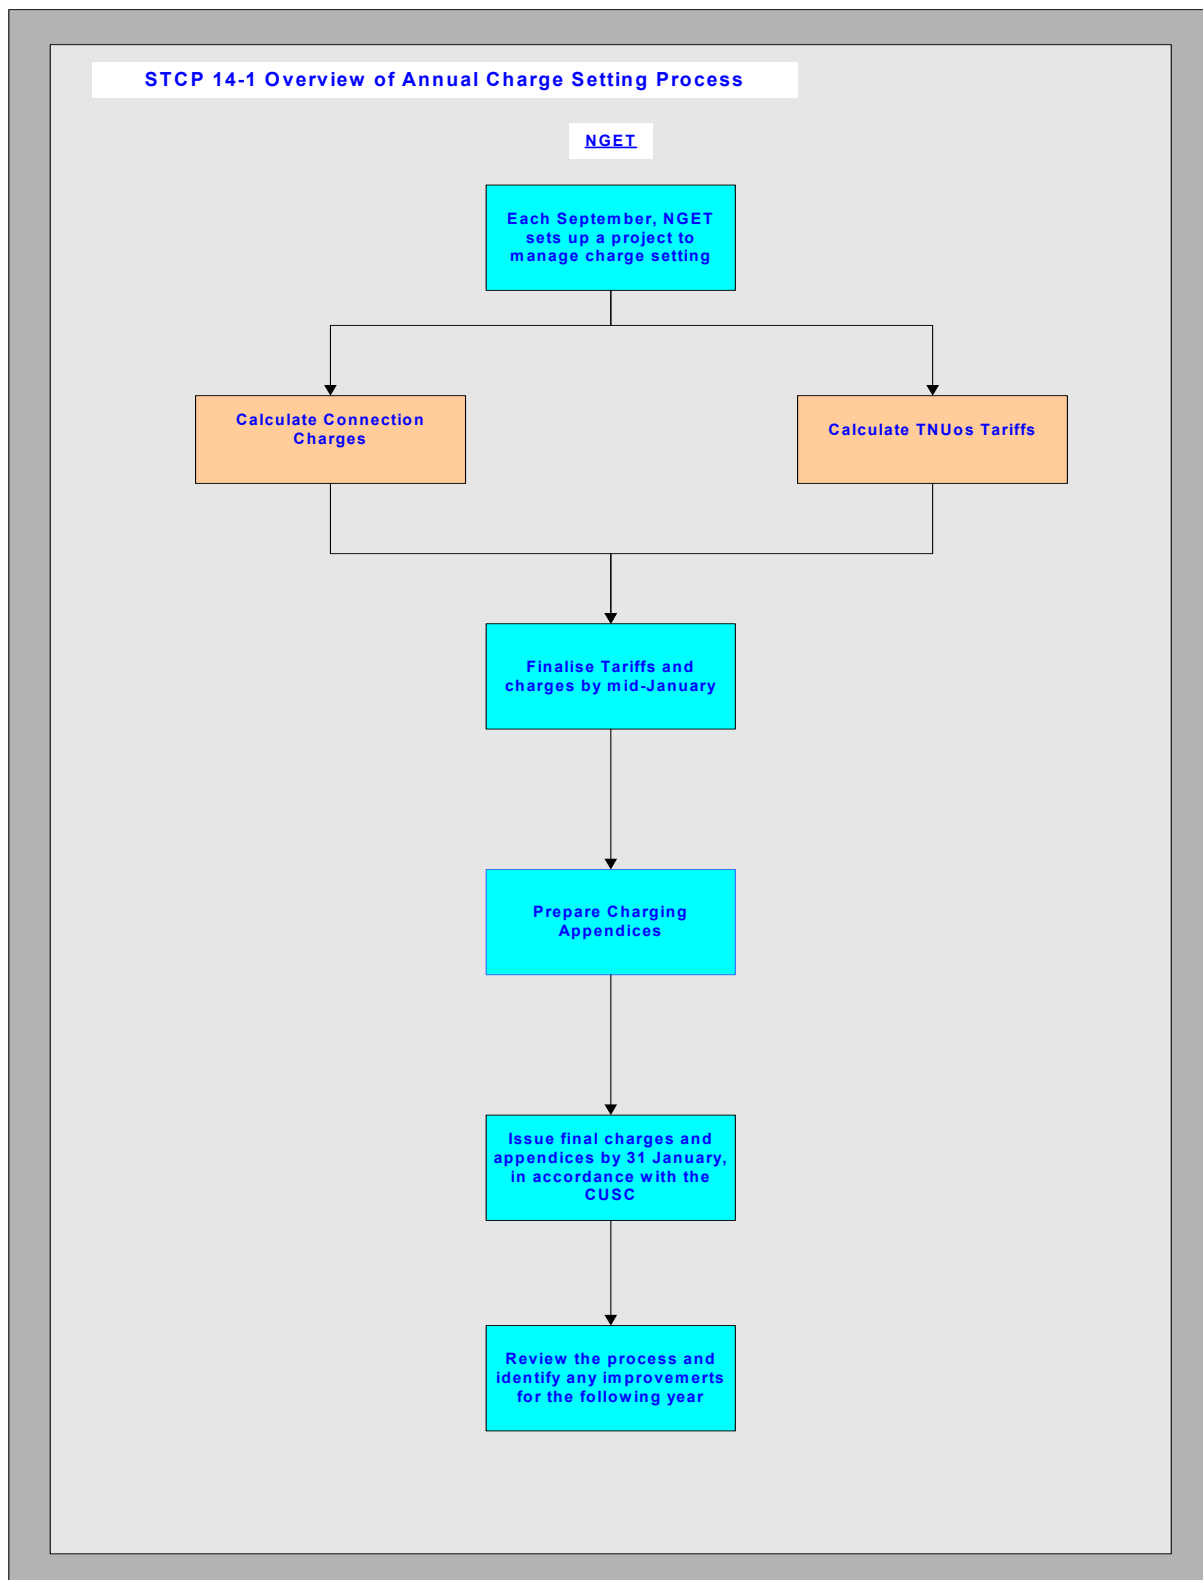 STCP 14-1 Overview of Annual Charge Setting Process
NGET
Each September, NGET
sets up a project to
manage charge setting
Calculate Connection
Charges
Calculate TNUos Tariffs
Finalise Tariffs and
charges by mid-January
Prepare Charging
Appendices
Issue final charges and
appendices by 31 January,
in accordance with the
CUSC
Review the process and
identify any improvemerts
for the following year